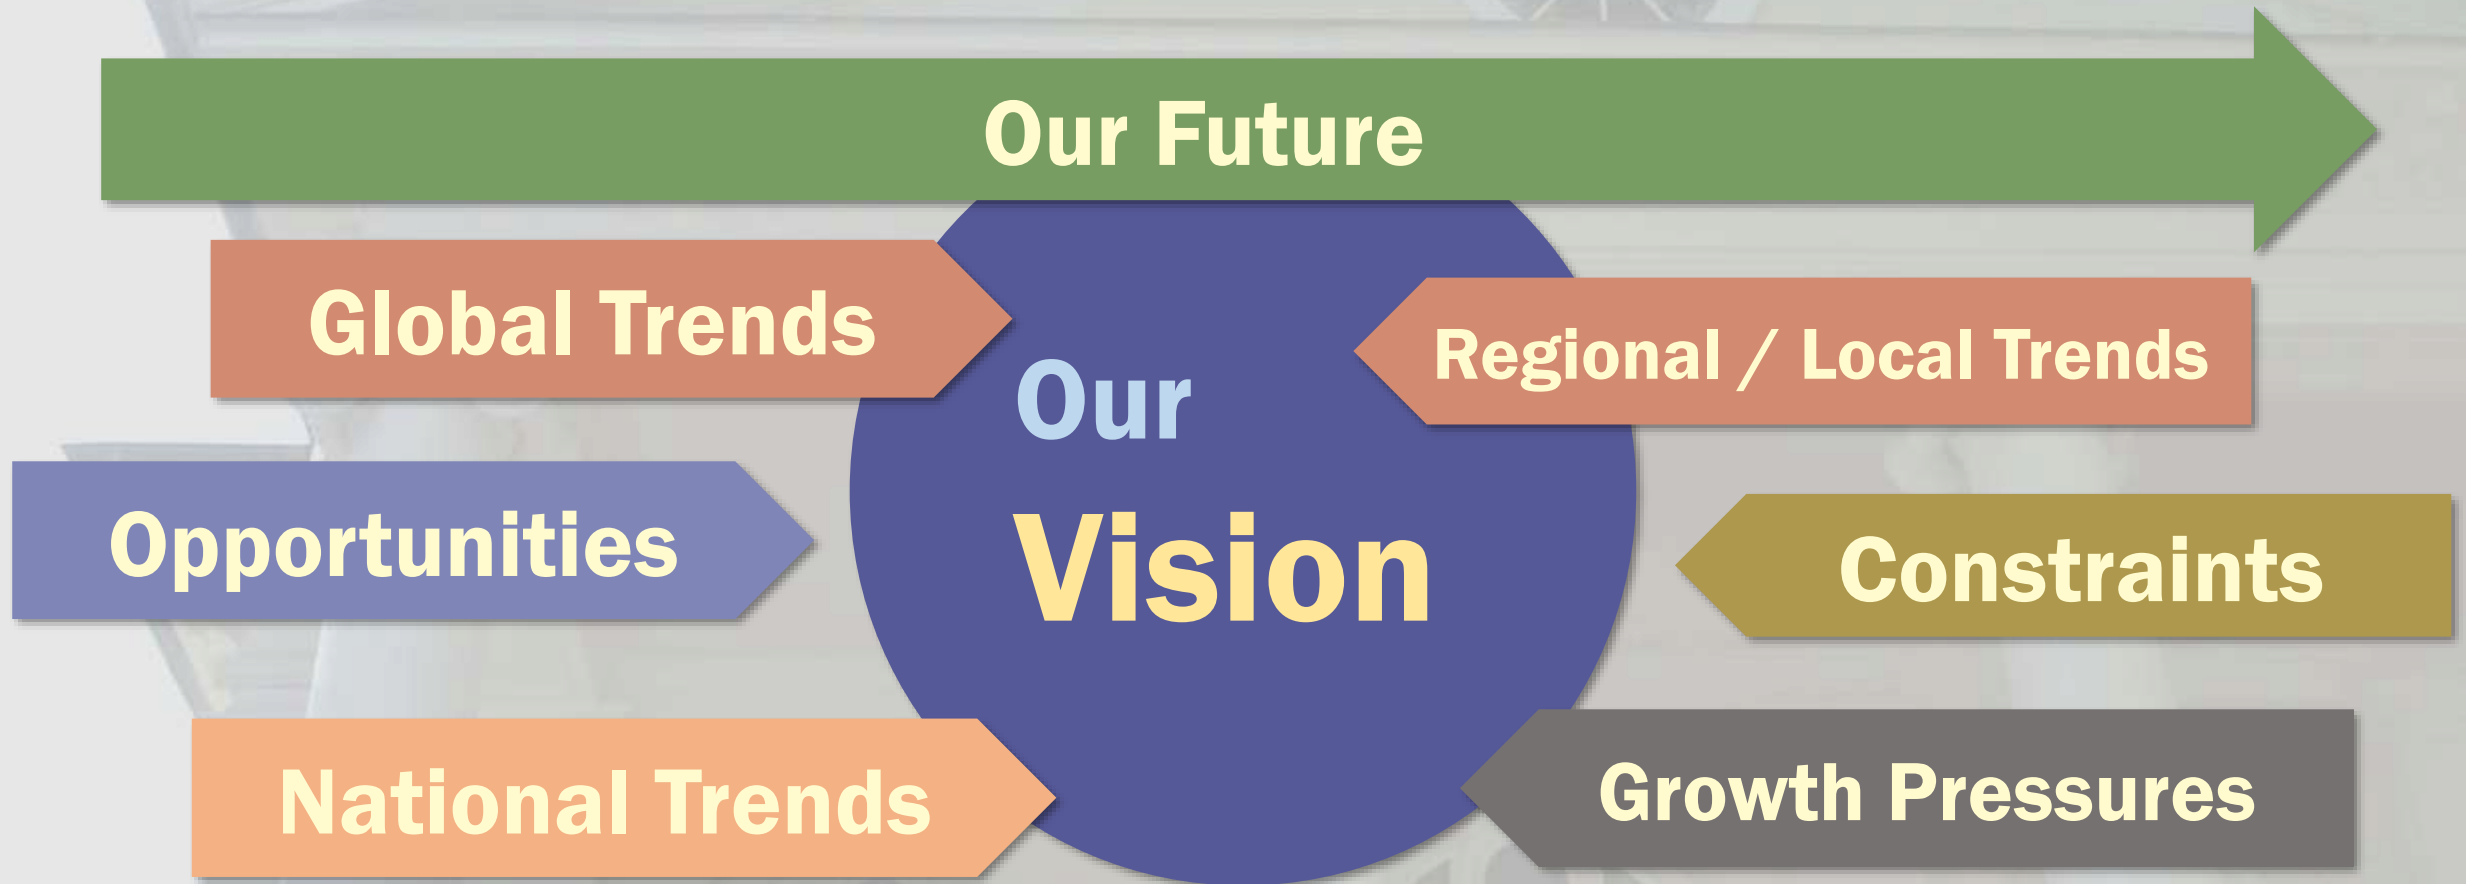 Our Future
Global Trends
Regional / Local Trends
Our
Vision
Opportunities
Constraints
National Trends
Growth Pressures